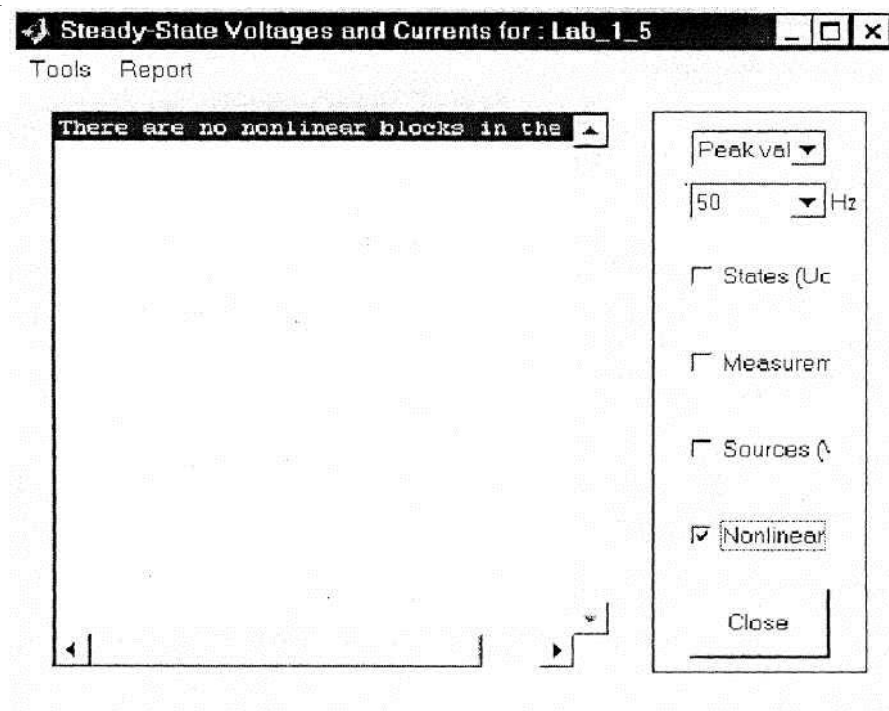 Steady-State Voltages and Currents for : Lab_1_5
Tools Report
There are no nonlinear blocks in the
Peak val
50 Hz
States (Uc
Measurem
Sources (
Nonlinear
Close